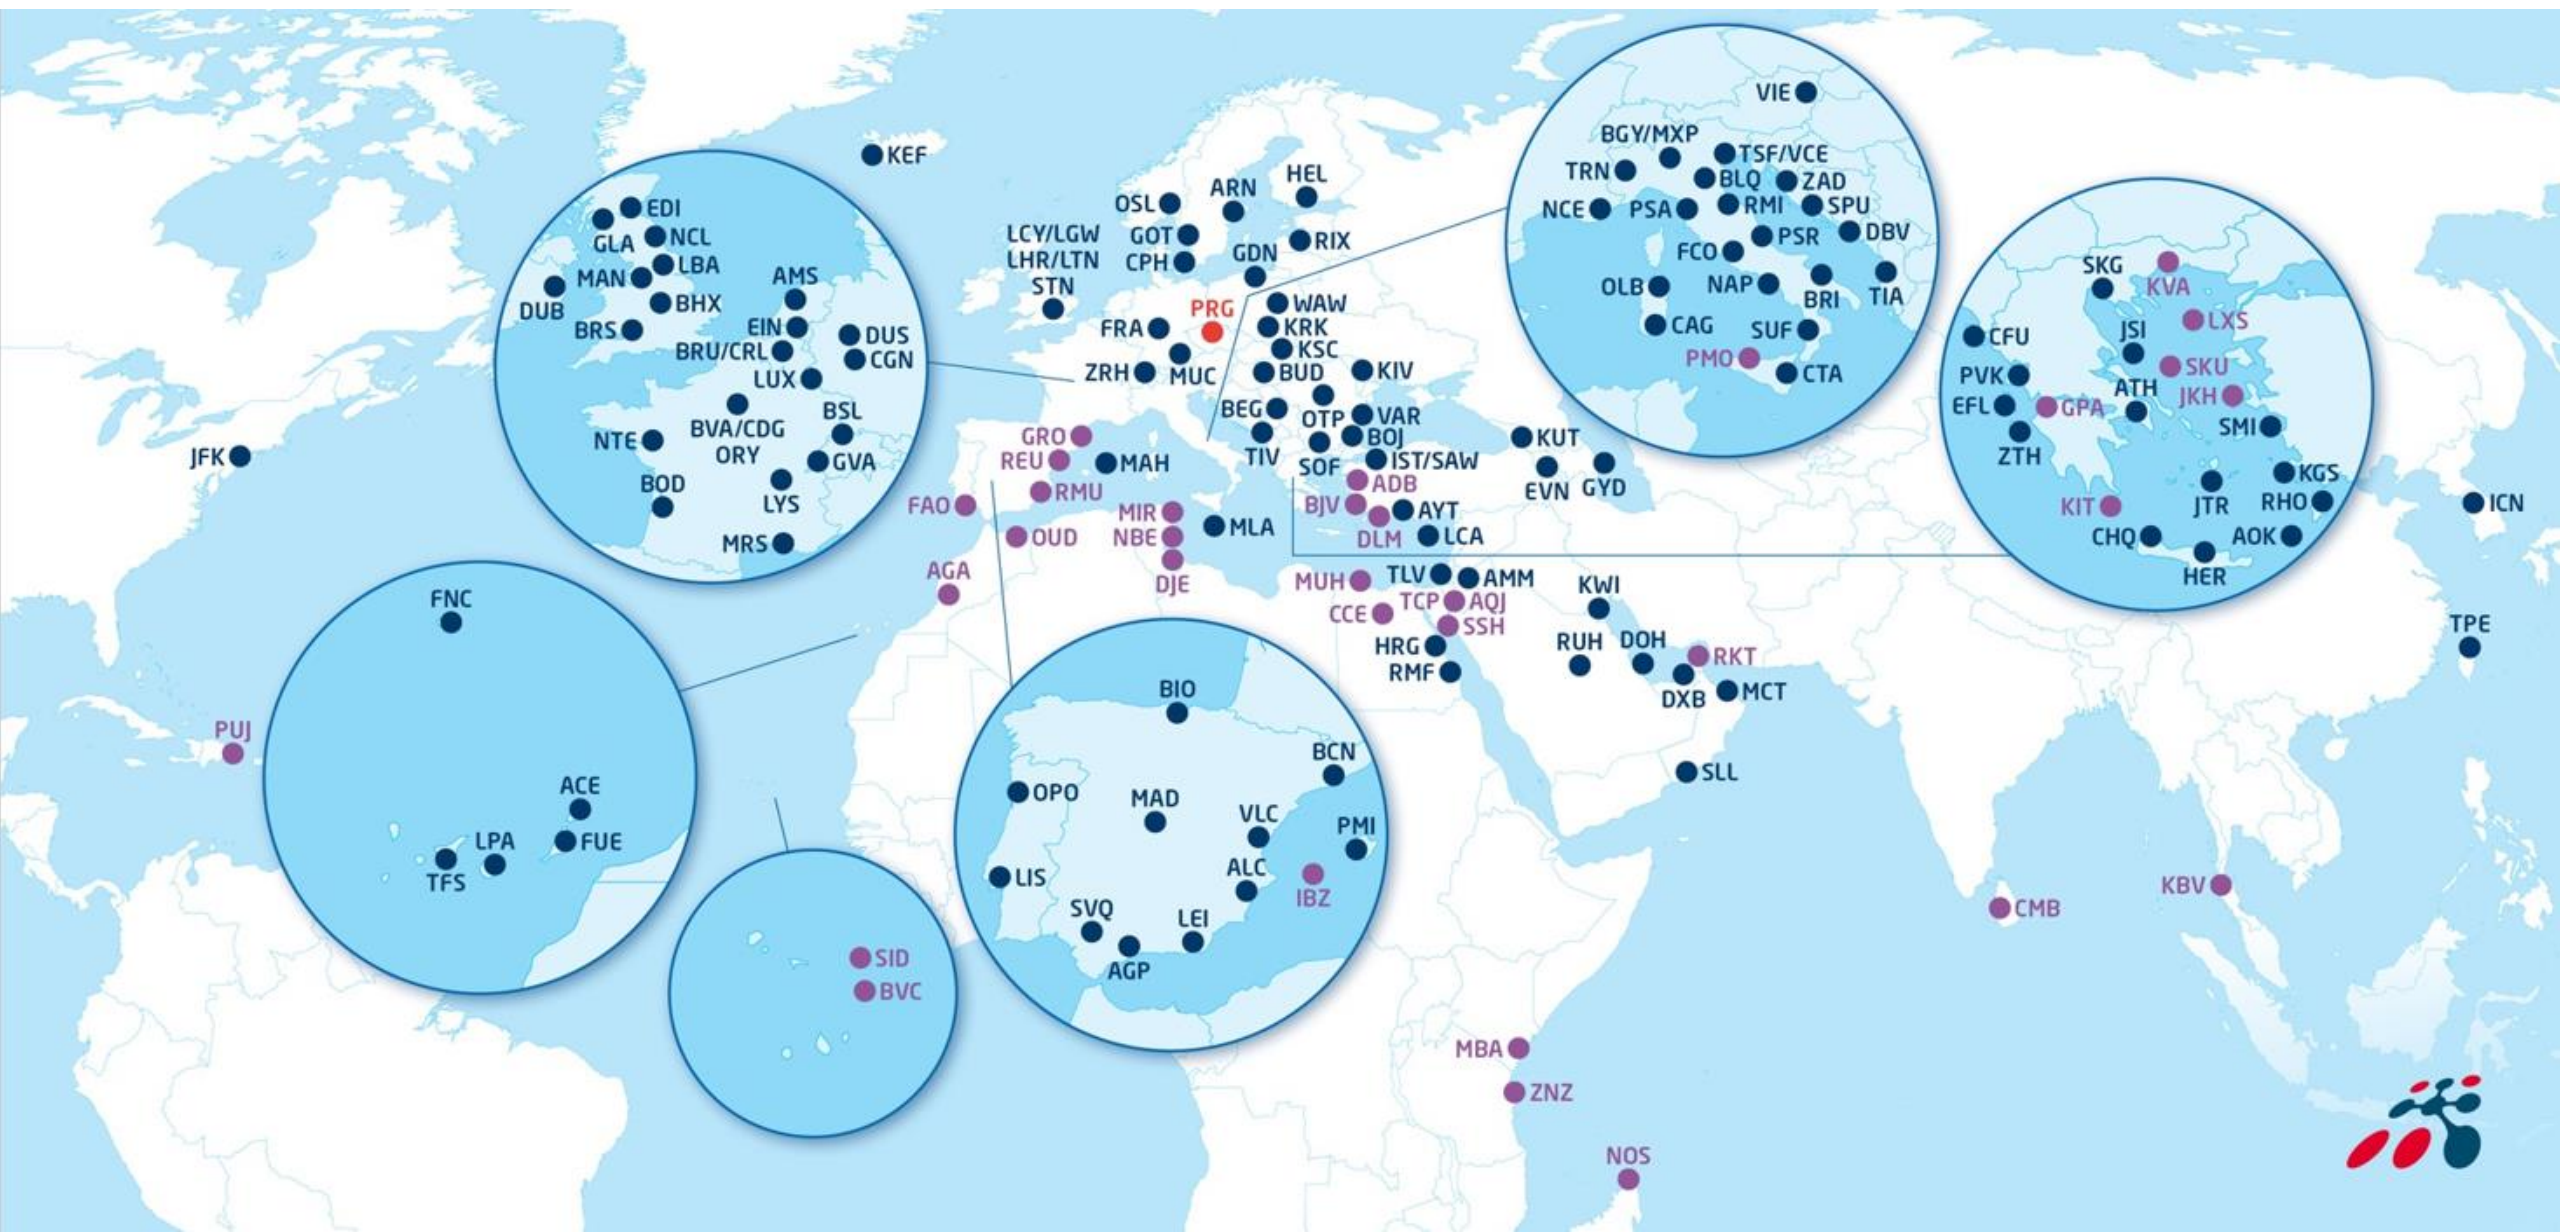 KEF
EDI
GLA
NCL
MAN
LBA
DUB
BHX
BRS
AMS
EIN
DUS
BRU/CRL
CGN
LUX
BVA/CDG
ORY
BSL
NTE
GVA
BOD
LYS
MRS
JFK
PUJ
FNC
ACE
LPA
FUE
TFS
SID
BVC
HEL
ARN
OSL
LCY/LGW
LHR/LTN
STN
GOT
CPH
RIX
GDN
PRG
WAW
FRA
KRK
KSC
ZRH
MUC
BUD
KIV
BEG
OTP
VAR
TIV
SOF
BOJ
IST/SAW
GRO
REU
MAH
RMU
FAO
OUD
MIR
NBE
DJE
MLA
AGA
ADB
BJV
AYT
DLM
LCA
KUT
EVN
GYD
MUH
TLV
AMM
CCE
TCP
AQJ
SSH
HRG
RMF
KWI
RUH
DOH
RKT
DXB
MCT
SLL
BIO
BCN
OPO
MAD
VLC
PMI
LIS
ALC
IBZ
SVQ
LEI
AGP
VIE
BGY/MXP
TSF/VCE
TRN
BLQ
ZAD
NCE
PSA
RMI
SPU
PSR
DBV
FCO
OLB
NAP
BRI
TIA
CAG
SUF
PMO
CTA
SKG
KVA
LXS
CFU
JSI
PVK
SKU
ATH
JKH
EFL
GPA
SMI
ZTH
KGS
KIT
JTR
RHO
CHQ
AOK
HER
ICN
TPE
KBV
CMB
MBA
ZNZ
NOS